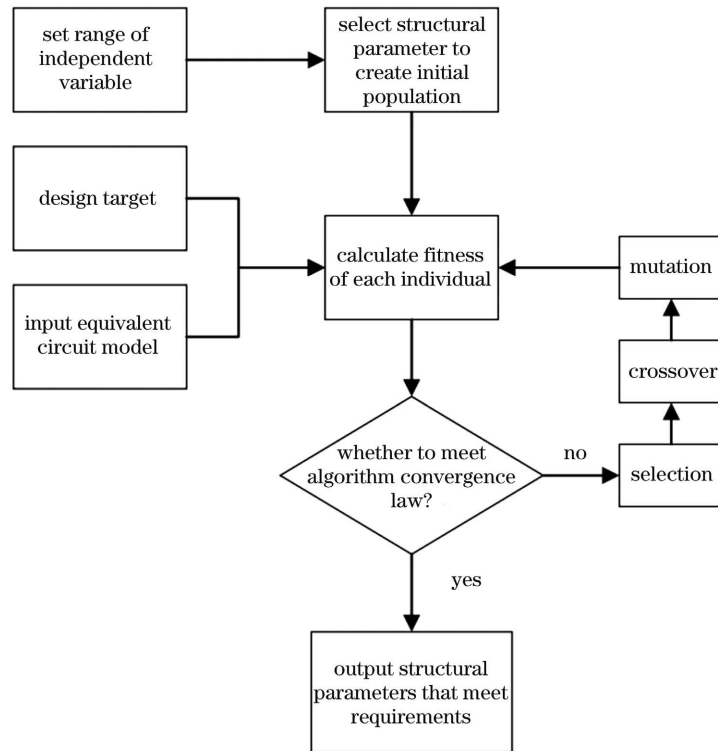 set range of
independent
variable
select structural
parameter to
create initial
population
design target
calculate fitness
of each individual
mutation
input equivalent
circuit model
crossover
whether to meet
algorithm convergence
law?
no
selection
yes
output structural
parameters that meet
requirements